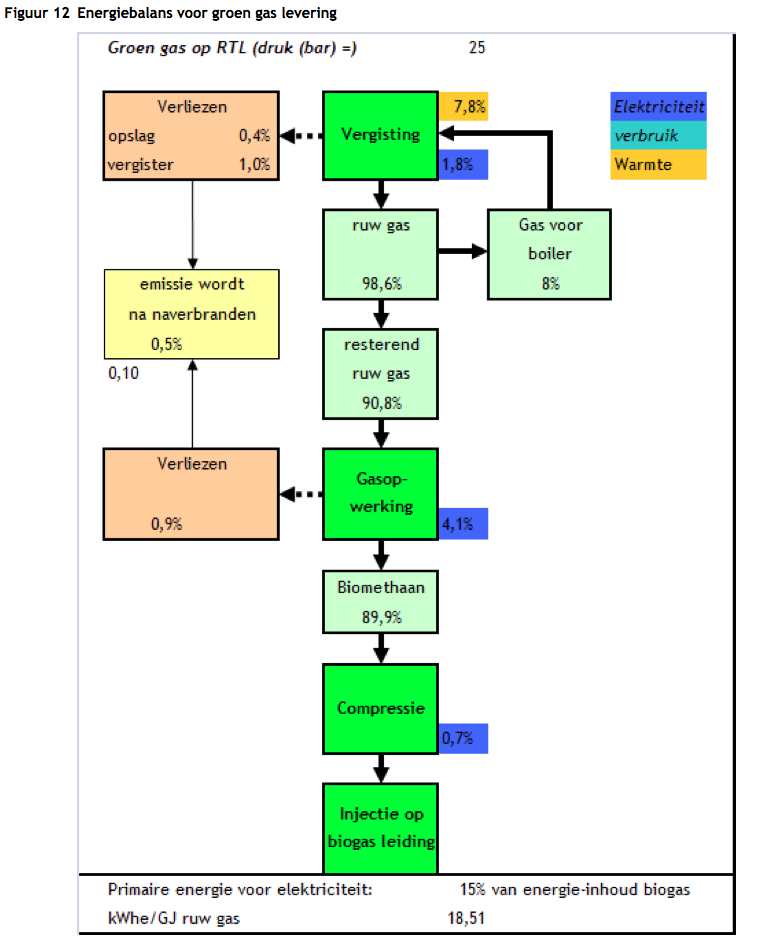 Figuur 12 Energiebalans voor groen gas levering
Groen gas op RTL (druk (bar) =) 25
Verliezen
opslag 0,4%
vergister 1,0%
Vergisting
7,8%
1,8%
Elektriciteit
verbruik
Warmte
ruw gas
98,6%
Gas voor
boiler
8%
emissie wordt
na naverbranden
0,5%
0,10
resterend
ruw gas
90,8%
Verliezen
0,9%
Gasop-
werking
4,1%
Biomethaan
89,9%
Compressie
0,7%
Injectie op
biogas leiding
Primaire energie voor elektriciteit: 15% van energie-inhoud biogas
kWhe/GJ ruw gas 18,51